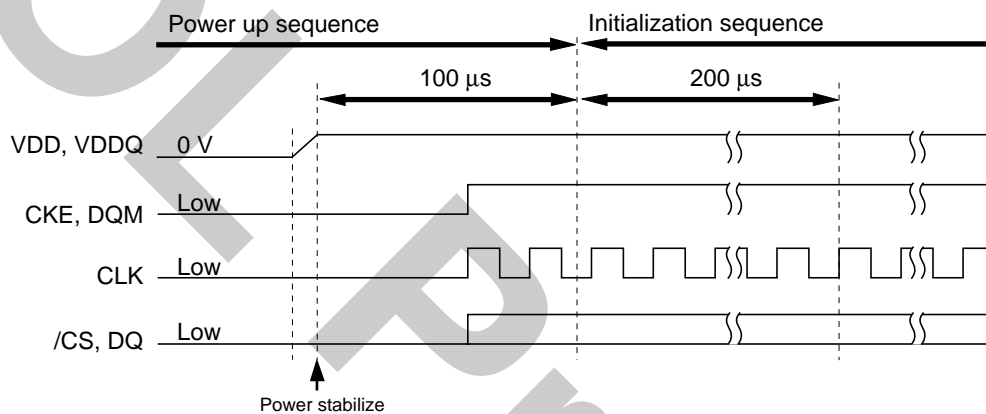 Power up sequence
Initialization sequence
100 µs
200 µs
VDD, VDDQ
0 V
CKE, DQM
Low
CLK
Low
/CS, DQ
Low
Power stabilize